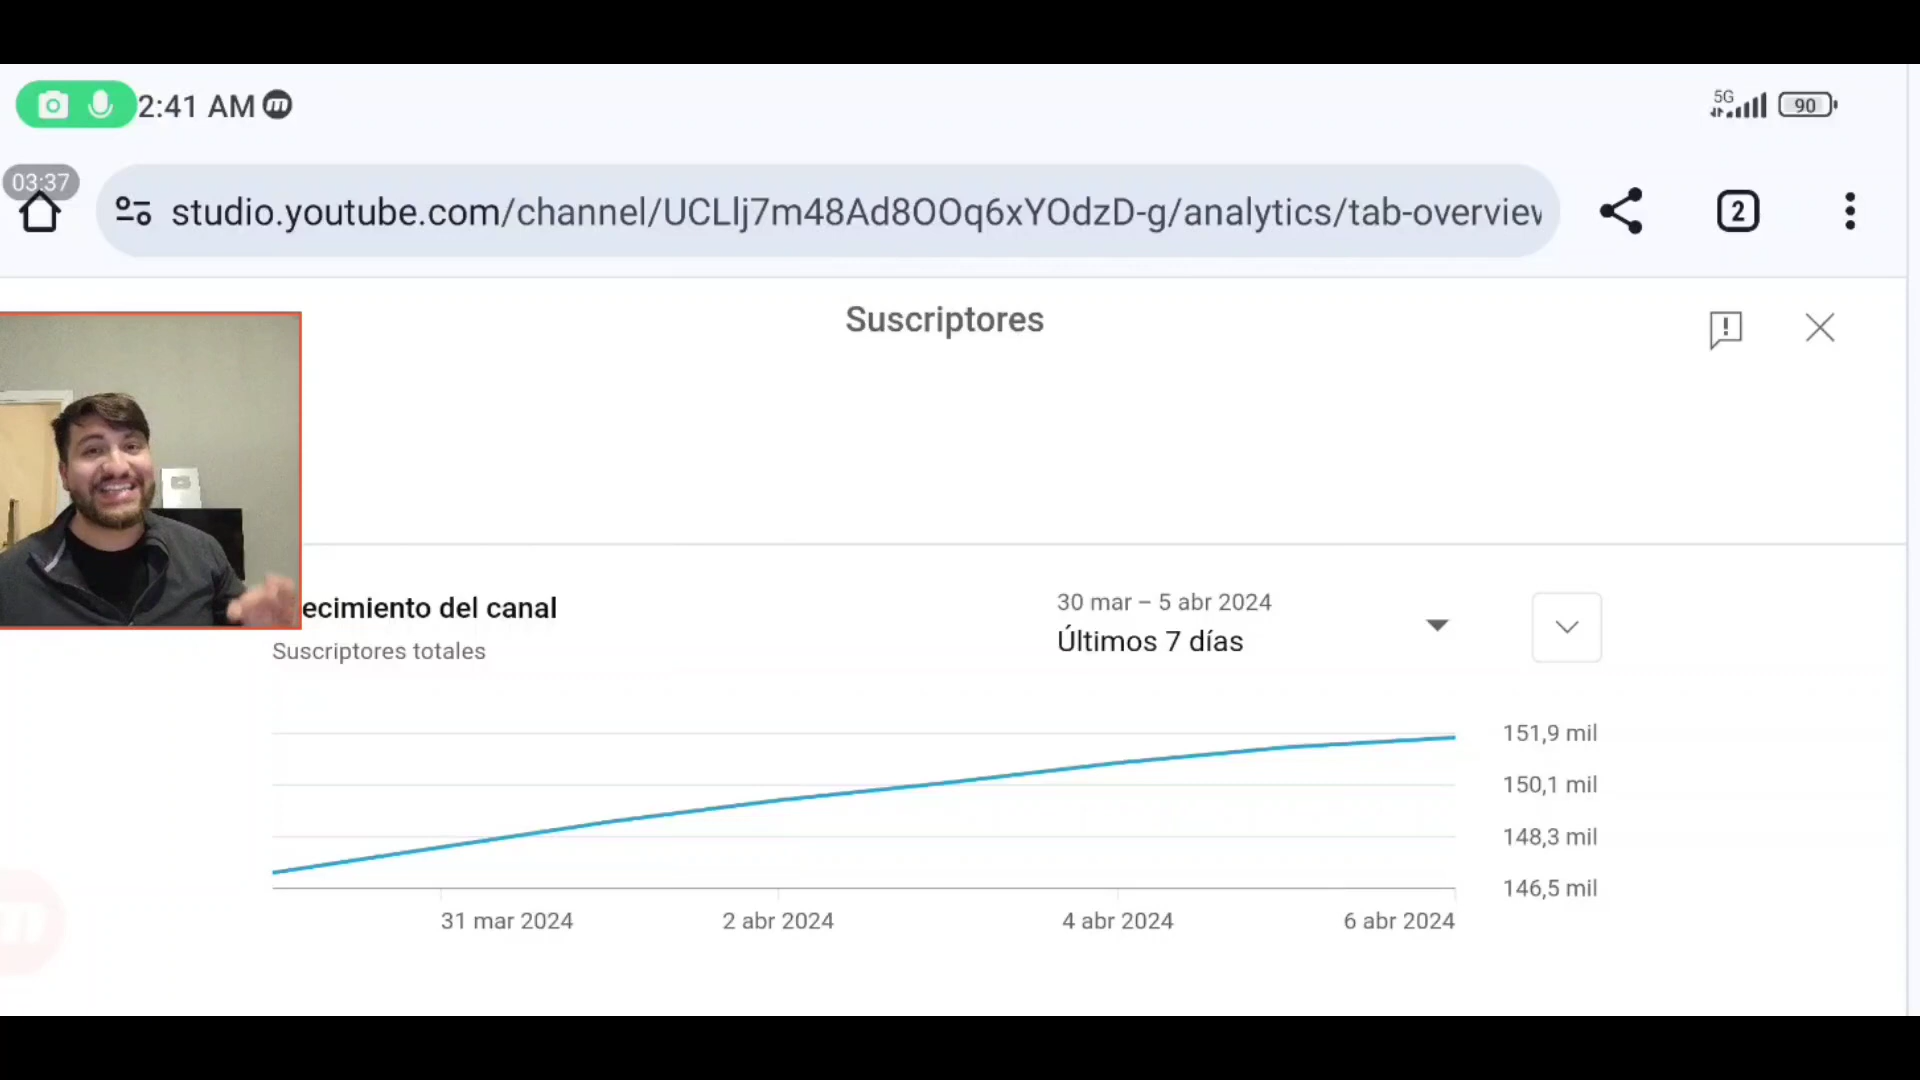 2:41 AM
5G
90
03:37
studio.youtube.com/channel/UCLlj7m48Ad8OOq6xYOdzD-g/analytics/tab-overview
2
Suscriptores
ecimiento del canal
Suscriptores totales
30 mar – 5 abr 2024
Últimos 7 días
151,9 mil
150,1 mil
148,3 mil
146,5 mil
31 mar 2024
2 abr 2024
4 abr 2024
6 abr 2024